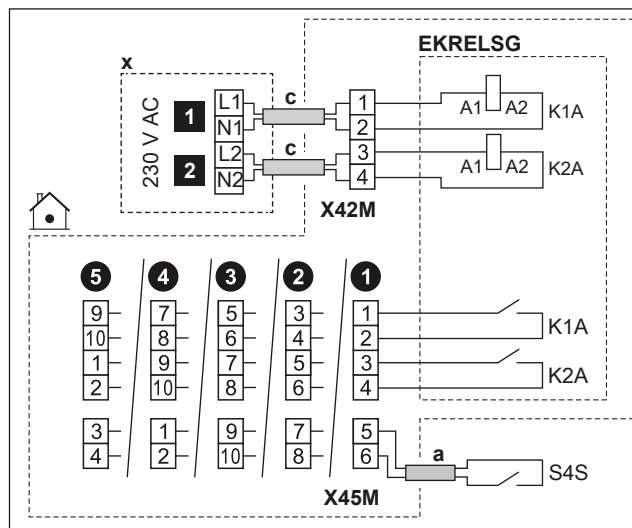 EKRELSG
x
230 V AC
1
2
L1
N1
L2
N2
c
c
1
2
3
4
X42M
A1 A2 K1A
A1 A2 K2A
5 4 3 2 1
9 7 5 3 1
10 8 6 4 2
1 9 7 5 3
2 10 8 6 4
K1A
K2A
3 1 9 7 5
4 2 10 8 6
a
S4S
X45M